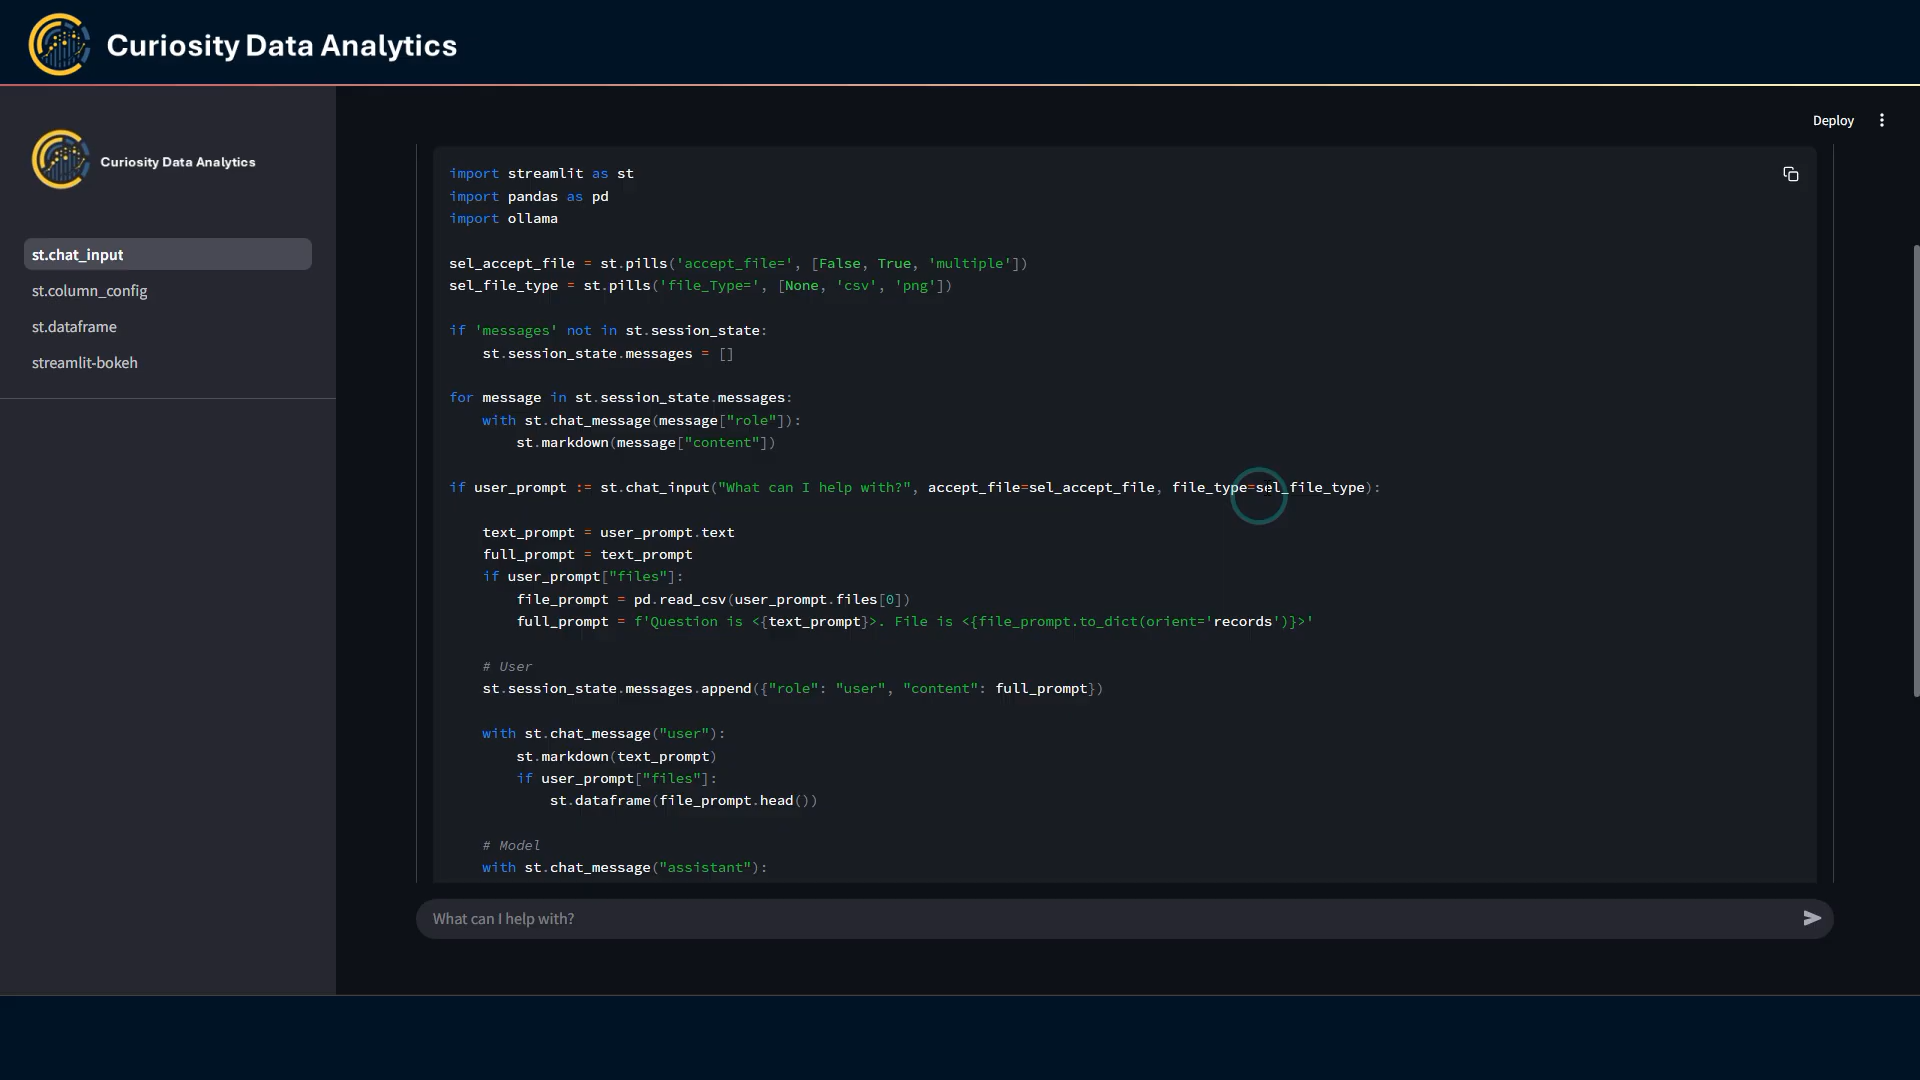 Curiosity Data Analytics
Deploy
Curiosity Data Analytics
st.chat_input
st.column_config
st.dataframe
streamlit-bokeh
import streamlit as st
import pandas as pd
import ollama
sel_accept_file = st.pills('accept_file=', [False, True, 'multiple'])
sel_file_type = st.pills('file_Type=', [None, 'csv', 'png'])
if 'messages' not in st.session_state:
    st.session_state.messages = []
for message in st.session_state.messages:
    with st.chat_message(message["role"]):
        st.markdown(message["content"])
if user_prompt := st.chat_input("What can I help with?", accept_file=sel_accept_file, file_type=sel_file_type):
    text_prompt = user_prompt.text
    full_prompt = text_prompt
    if user_prompt["files"]:
        file_prompt = pd.read_csv(user_prompt.files[0])
        full_prompt = f'Question is <{text_prompt}>. File is <{file_prompt.to_dict(orient='records')}>'
    # User
    st.session_state.messages.append({"role": "user", "content": full_prompt})
    with st.chat_message("user"):
        st.markdown(text_prompt)
        if user_prompt["files"]:
            st.dataframe(file_prompt.head())
    # Model
    with st.chat_message("assistant"):
What can I help with?